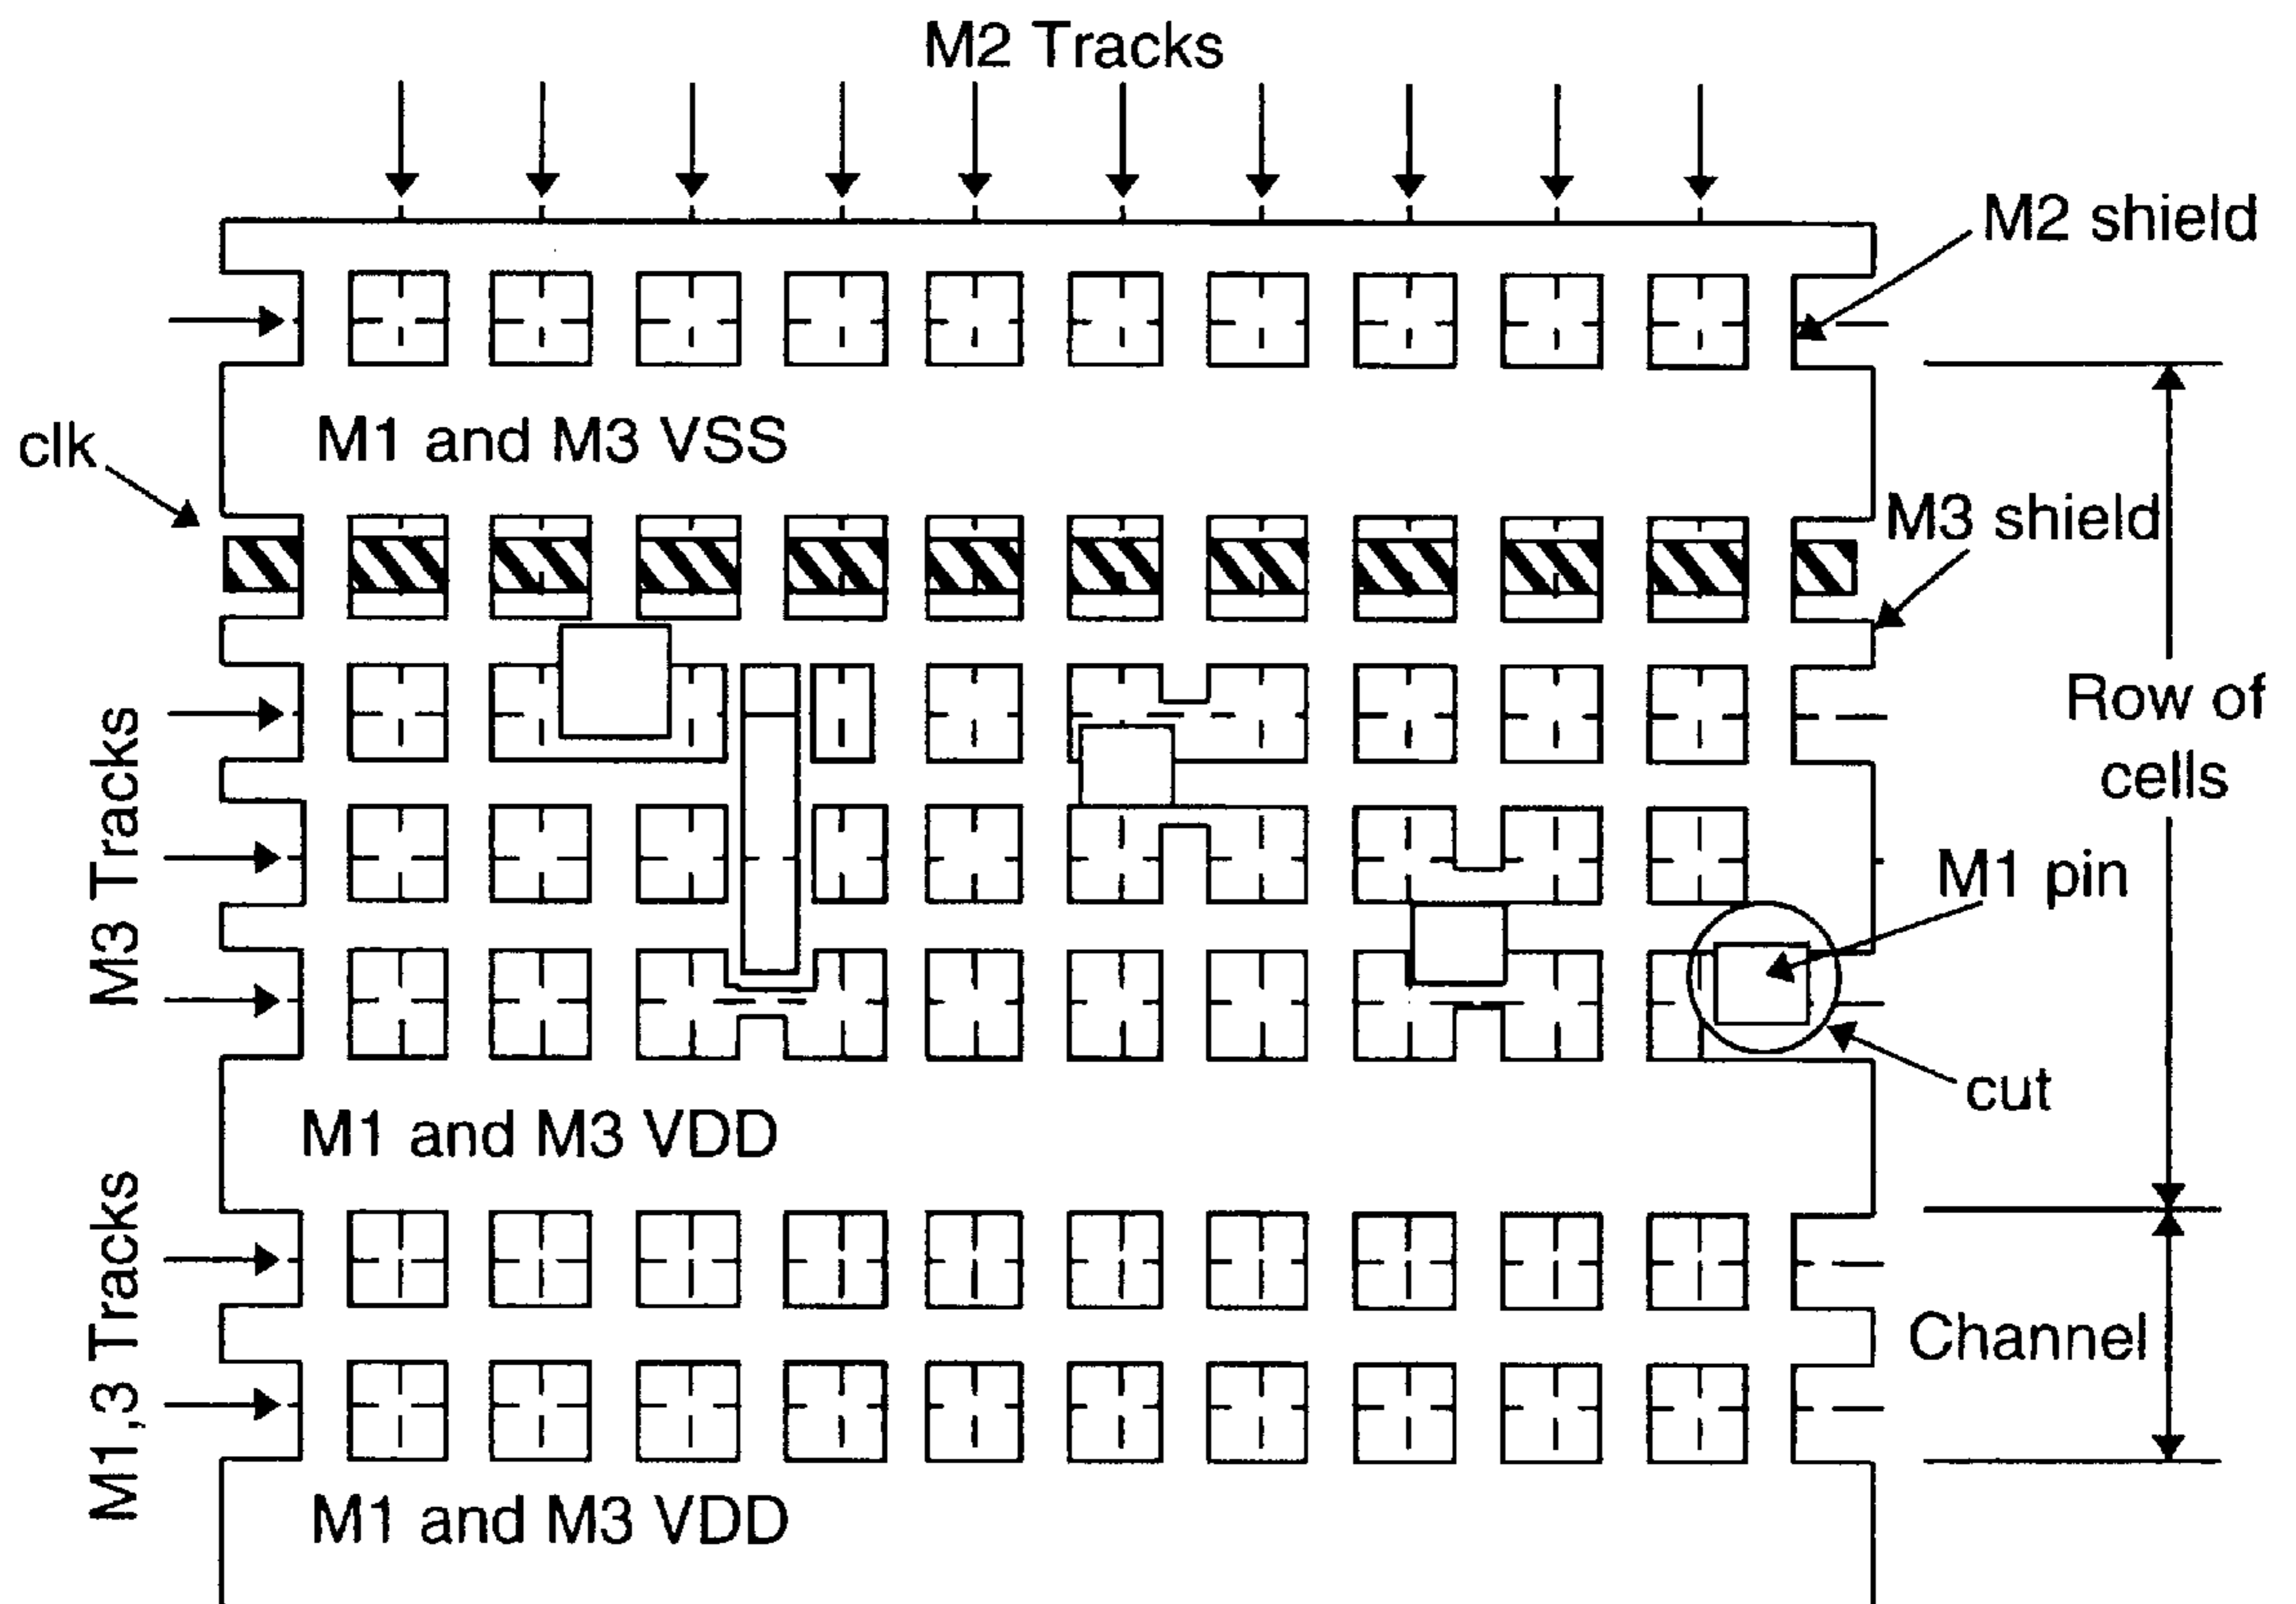 M2 Tracks
M2 shield
clk
M1 and M3 VSS
M3 shield
Row of
cells
M3 Tracks
M1 pin
cut
M1 and M3 VDD
M1,3 Tracks
Channel
M1 and M3 VDD